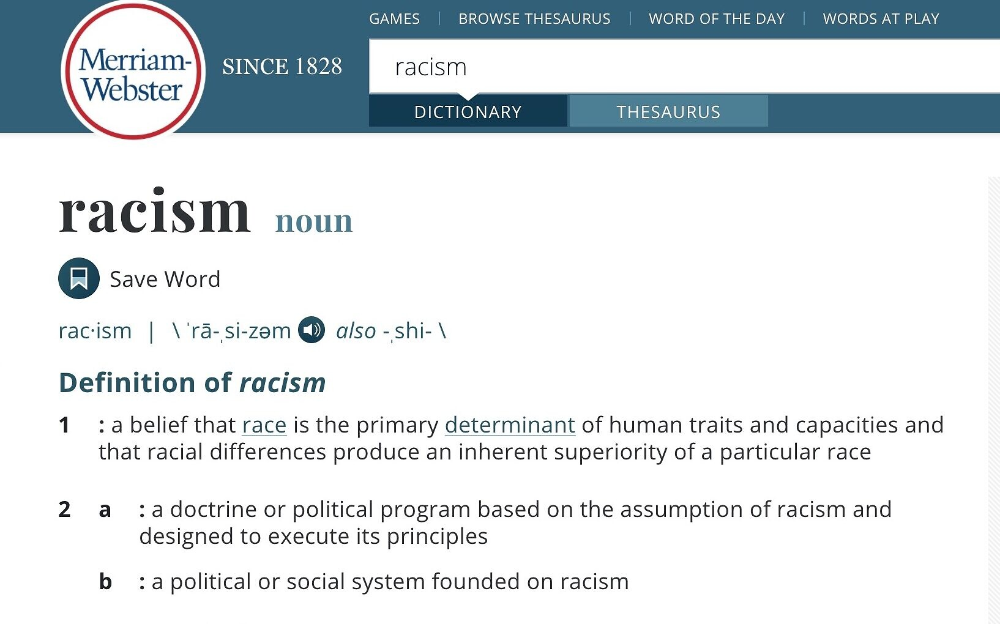 GAMES | BROWSE THESAURUS | WORD OF THE DAY | WORDS AT PLAY
Merriam-
Webster
SINCE 1828
racism
DICTIONARY THESAURUS
racism noun
Save Word
rac·ism | \ ˈrā-ˌsi-zəm also -ˌshi- \
Definition of racism
1 : a belief that race is the primary determinant of human traits and capacities and
that racial differences produce an inherent superiority of a particular race
2 a : a doctrine or political program based on the assumption of racism and
designed to execute its principles
b : a political or social system founded on racism